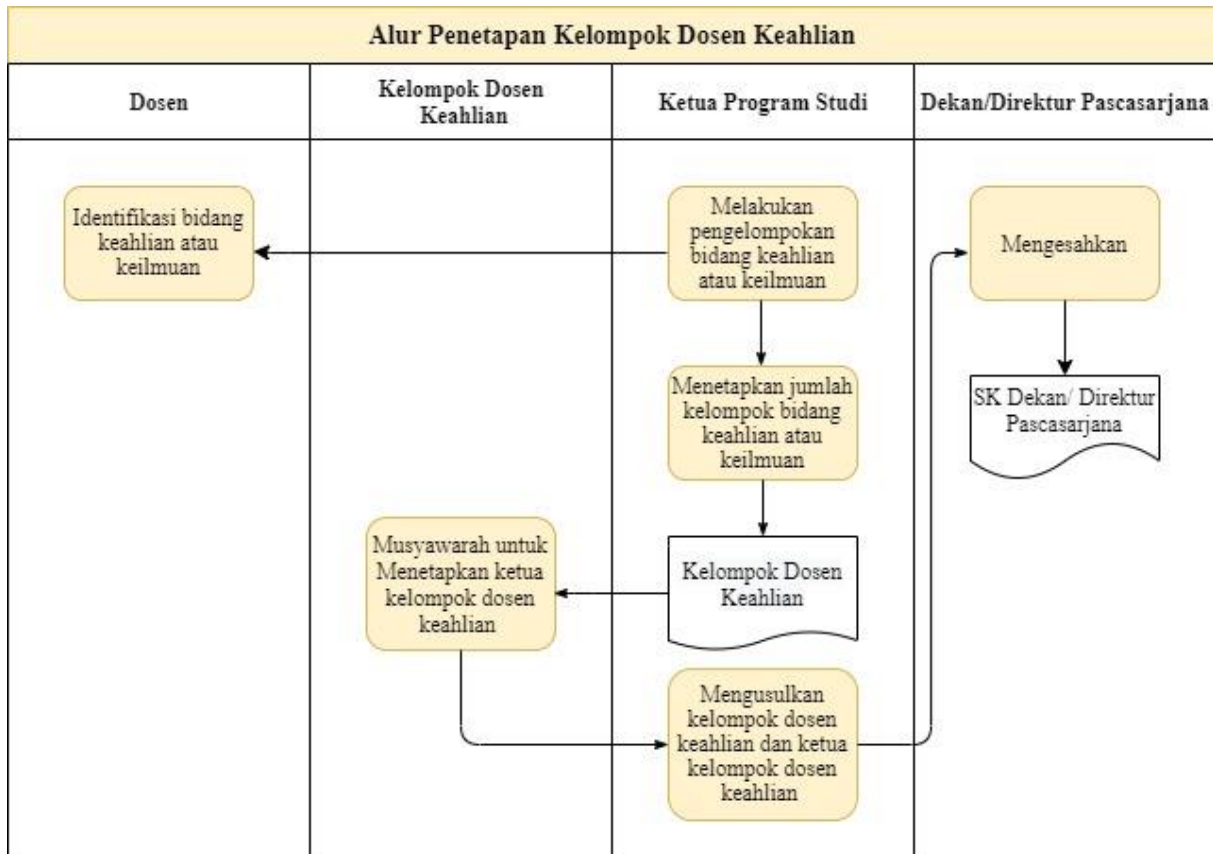 Alur Penetapan Kelompok Dosen Keahlian
Dosen
Kelompok Dosen
Keahlian
Ketua Program Studi
Dekan/Direktur Pascasarjana
Identifikasi bidang
keahlian atau
keilmuan
Melakukan
pengelompokan
bidang keahlian
atau keilmuan
Mengesahkan
Menetapkan jumlah
kelompok bidang
keahlian atau
keilmuan
SK Dekan/ Direktur
Pascasarjana
Musyawarah untuk
Menetapkan ketua
kelompok dosen
keahlian
Kelompok Dosen
Keahlian
Mengusulkan
kelompok dosen
keahlian dan ketua
kelompok dosen
keahlian